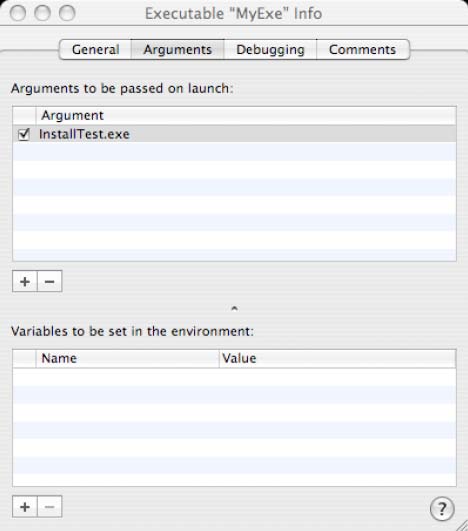 Executable "MyExe" Info
General Arguments Debugging Comments
Arguments to be passed on launch:
Argument
InstallTest.exe
+ −
Variables to be set in the environment:
Name Value
+ − ?